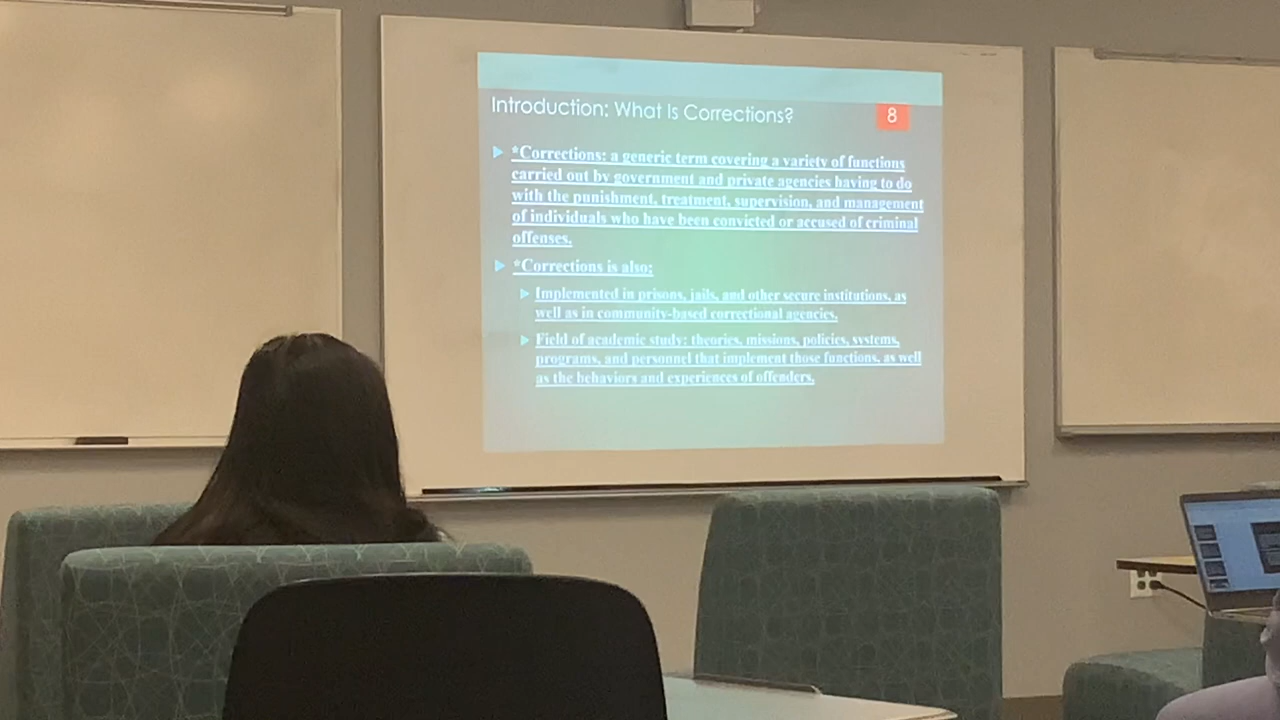 Introduction: What Is Corrections?
8
*Corrections: a generic term covering a variety of functions
carried out by government and private agencies having to do
with the punishment, treatment, supervision, and management
of individuals who have been convicted or accused of criminal
offenses.
*Corrections is also:
Implemented in prisons, jails, and other secure institutions, as
well as in community-based correctional agencies.
Field of academic study: theories, missions, policies, systems,
programs, and personnel that implement those functions, as well
as the behaviors and experiences of offenders.